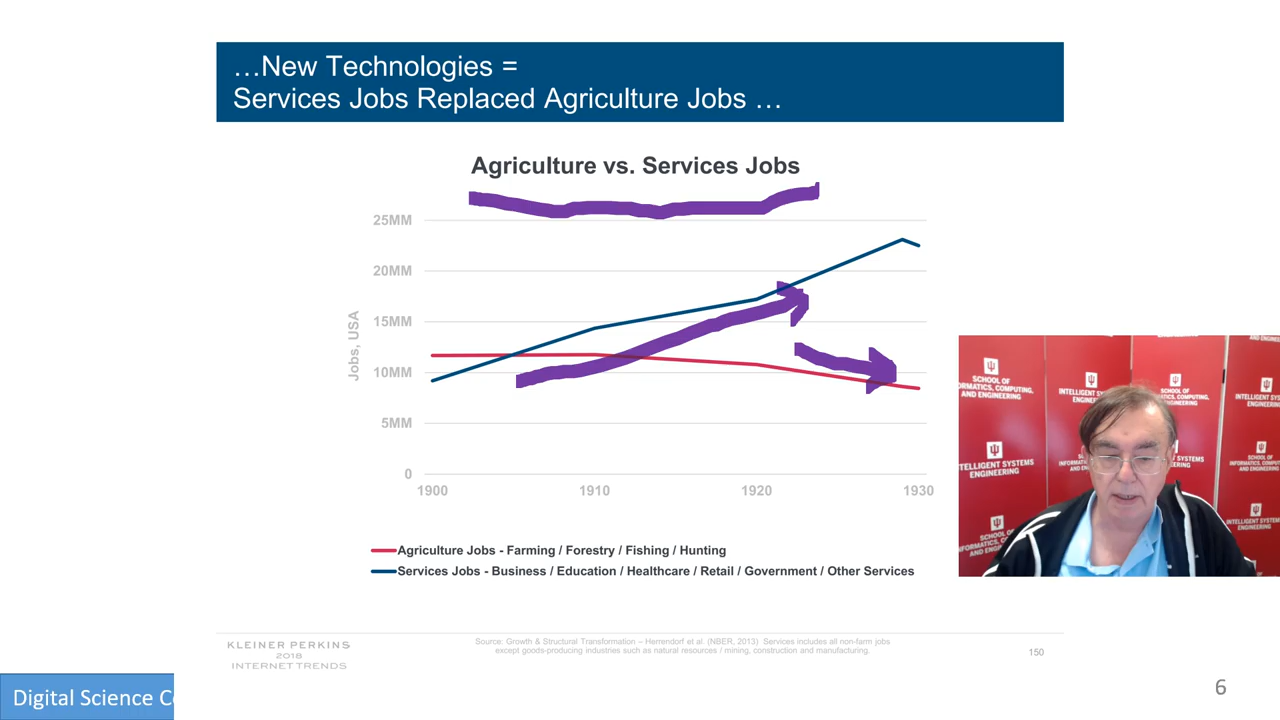 …New Technologies =
Services Jobs Replaced Agriculture Jobs …
Agriculture vs. Services Jobs
25MM
20MM
15MM
10MM
5MM
0
Jobs, USA
1900 1910 1920 1930
Agriculture Jobs - Farming / Forestry / Fishing / Hunting
Services Jobs - Business / Education / Healthcare / Retail / Government / Other Services
SCHOOL OF
INTELLIGENT SYSTEMS
ENGINEERING
KLEINER PERKINS
2018
INTERNET TRENDS
Source: Growth & Structural Transformation – Herrendorf et al. (NBER, 2013) Services includes all non-farm jobs
except goods-producing industries such as natural resources / mining, construction and manufacturing.
150
Digital Science
6